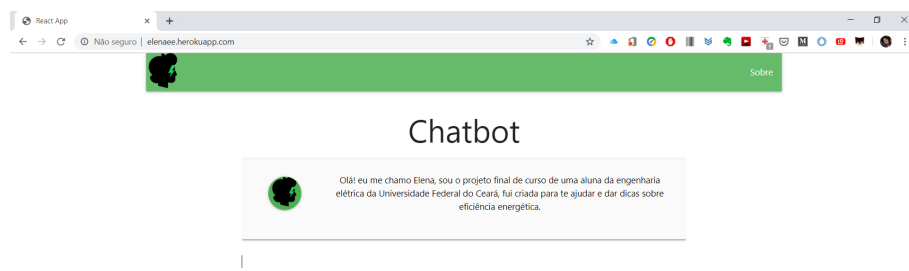 React App
Não seguro | elenaee.herokuapp.com
Sobre
Chatbot
Olá! eu me chamo Elena, sou o projeto final de curso de uma aluna da engenharia
elétrica da Universidade Federal do Ceará, fui criada para te ajudar e dar dicas sobre
eficiência energética.